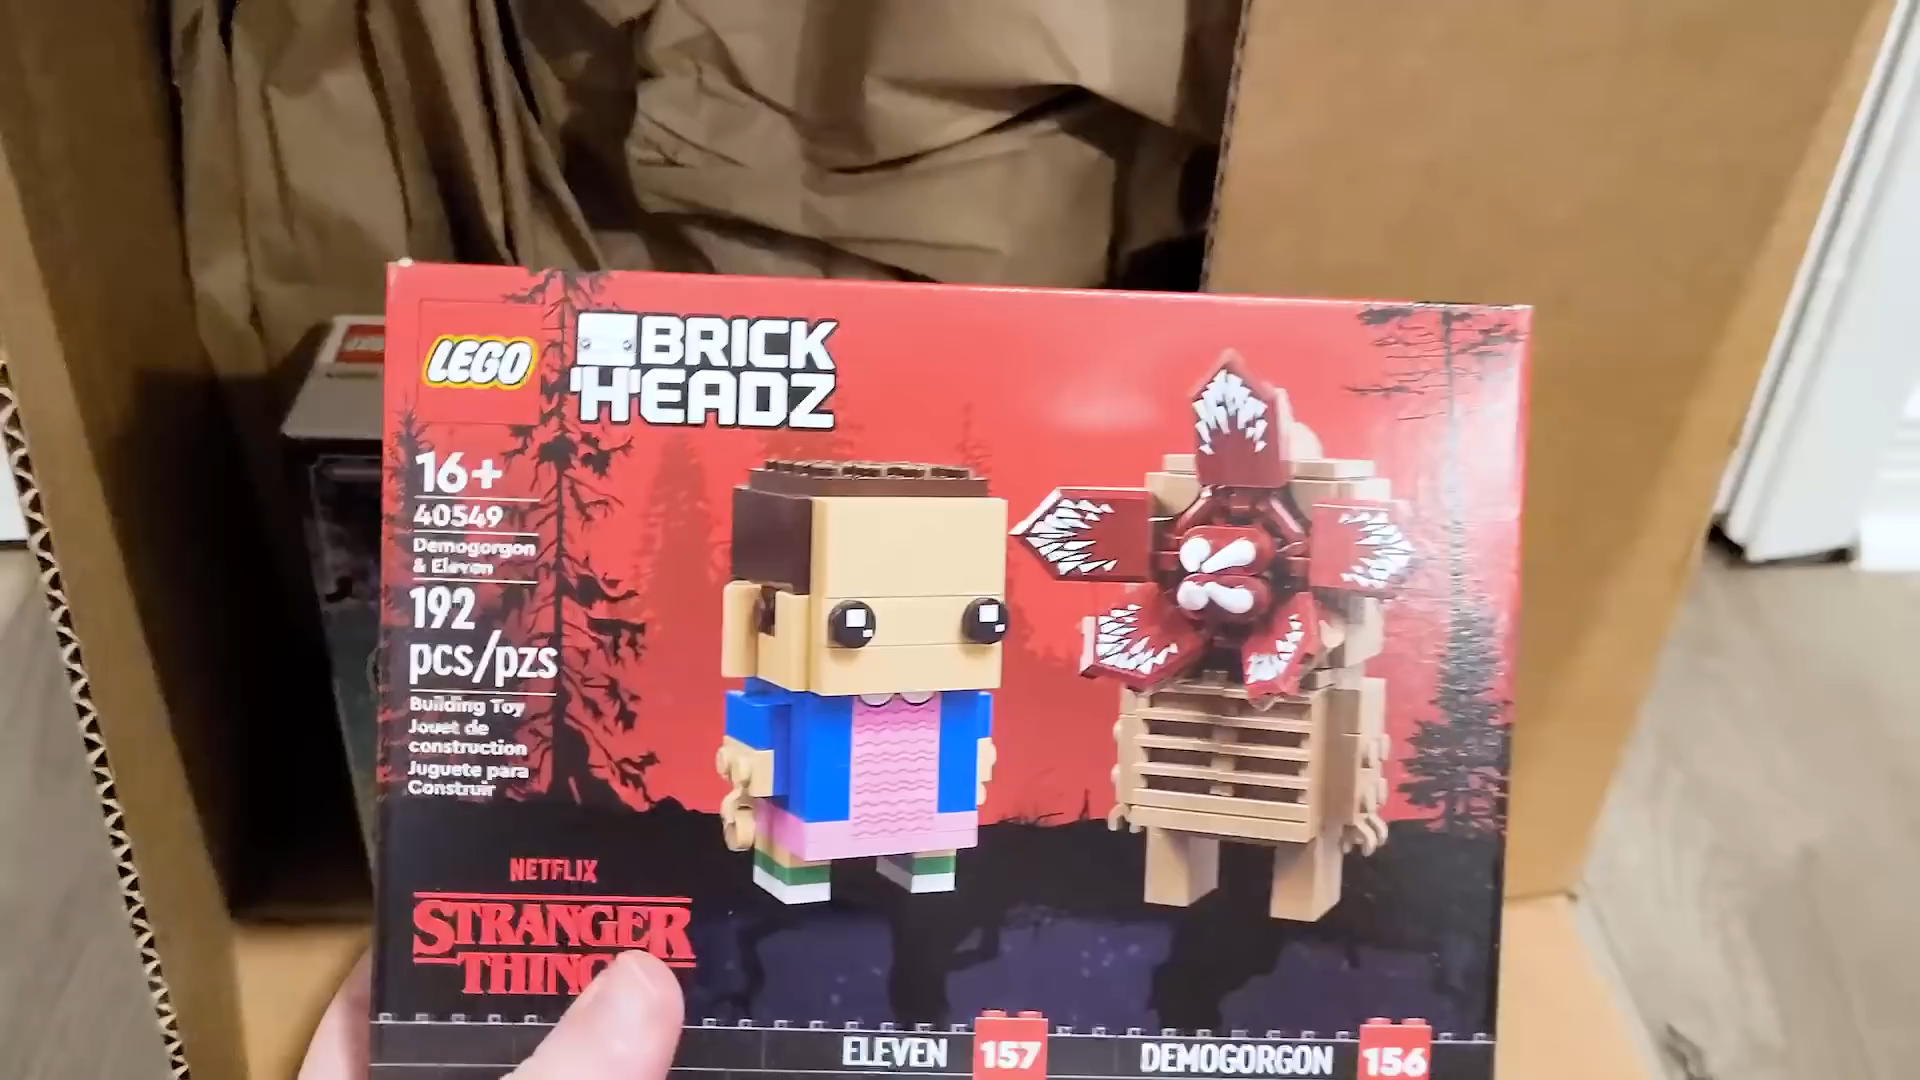 LEGO
BRICK
HEADZ
16+
40549
Demogorgon
& Eleven
192
pcs/pzs
Building Toy
Jouet de
construction
Juguete para
Construir
NETFLIX
STRANGER
THING
ELEVEN 157 DEMOGORGON 156